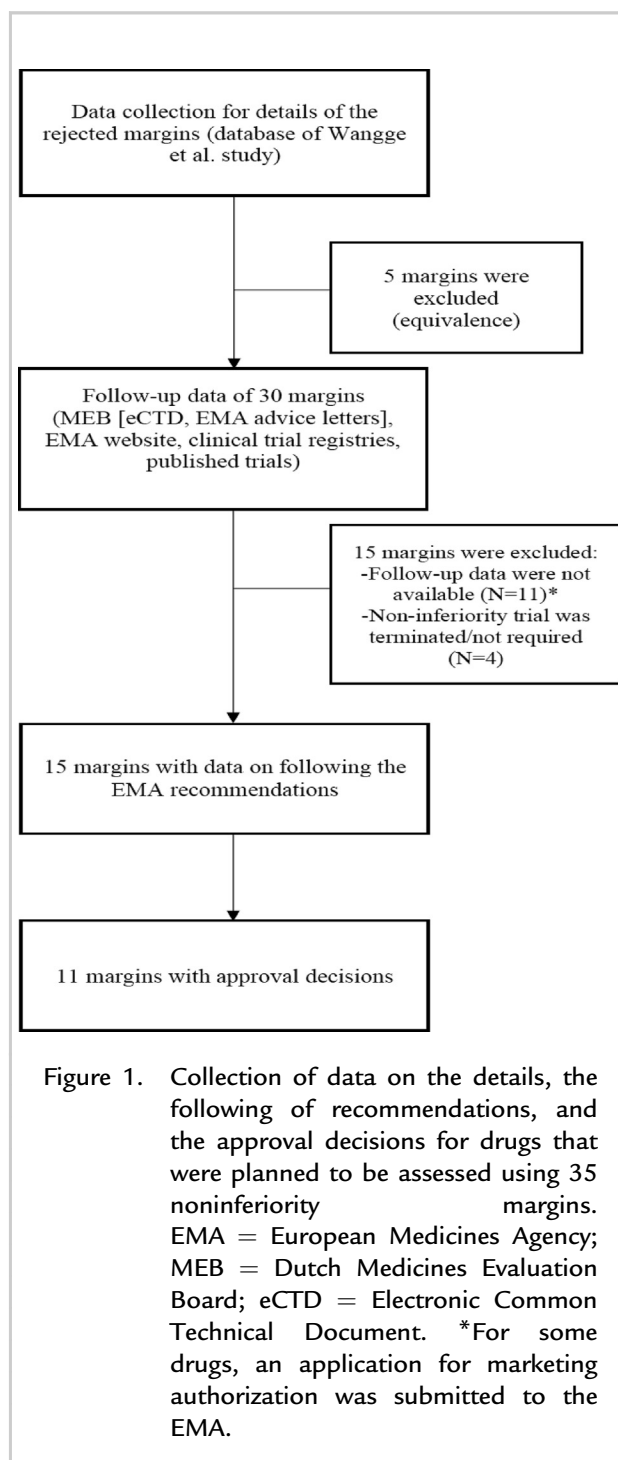 Data collection for details of the
rejected margins (database of Wangge
et al. study)
5 margins were
excluded
(equivalence)
Follow-up data of 30 margins
(MEB [eCTD, EMA advice letters],
EMA website, clinical trial registries,
published trials)
15 margins were excluded:
-Follow-up data were not
available (N=11)*
-Non-inferiority trial was
terminated/not required
(N=4)
15 margins with data on following the
EMA recommendations
11 margins with approval decisions
Figure 1. Collection of data on the details, the
following of recommendations, and
the approval decisions for drugs that
were planned to be assessed using 35
noninferiority margins.
EMA = European Medicines Agency;
MEB = Dutch Medicines Evaluation
Board; eCTD = Electronic Common
Technical Document. *For some
drugs, an application for marketing
authorization was submitted to the
EMA.